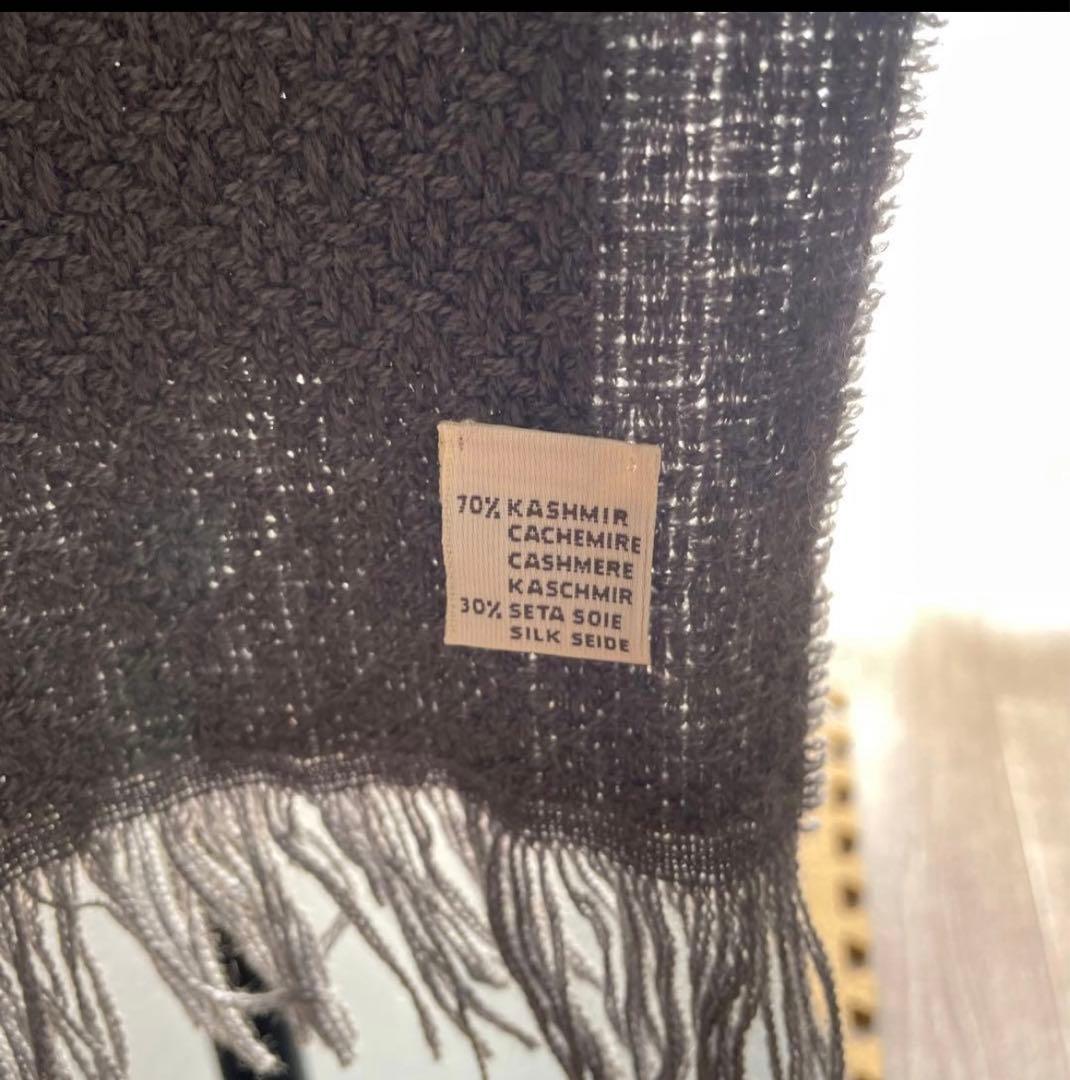 70% KASHMIR
CACHEMIRE
CASHMERE
KASCHMIR
30% SETA SOIE
SILK SEIDE